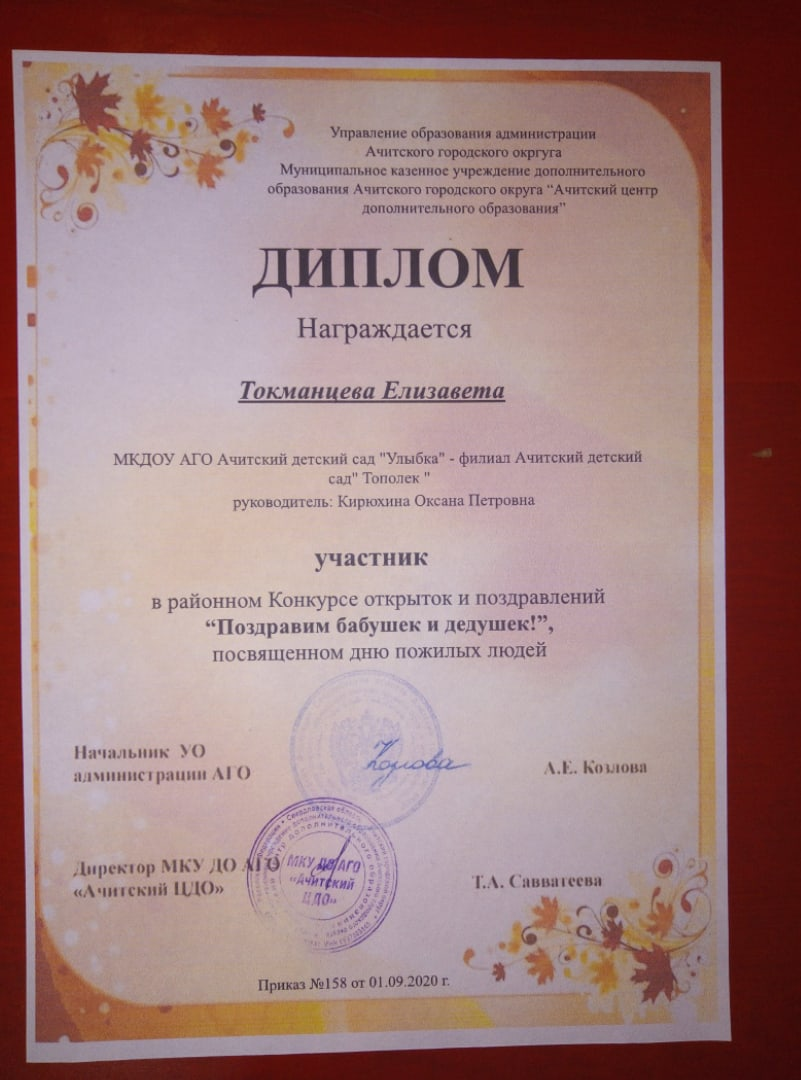 Управление образования администрации
Ачитского городского окргуга
Муниципальное казенное учреждение дополнительного
образования Ачитского городского округа “Ачитский центр
дополнительного образования”
ДИПЛОМ
Награждается
Токманцева Елизавета
МКДОУ АГО Ачитский детский сад "Улыбка" - филиал Ачитский детский
сад" Тополек "
руководитель: Кирюхина Оксана Петровна
участник
в районном Конкурсе открыток и поздравлений
“Поздравим бабушек и дедушек!”,
посвященном дню пожилых людей
Начальник УО
администрации АГО
Козлова
А.Е. Козлова
Директор МКУ ДО АГО
«Ачитский ЦДО»
МКУ ДО АГО
«Ачитский
ЦДО»
Т.А. Савватеева
Приказ №158 от 01.09.2020 г.